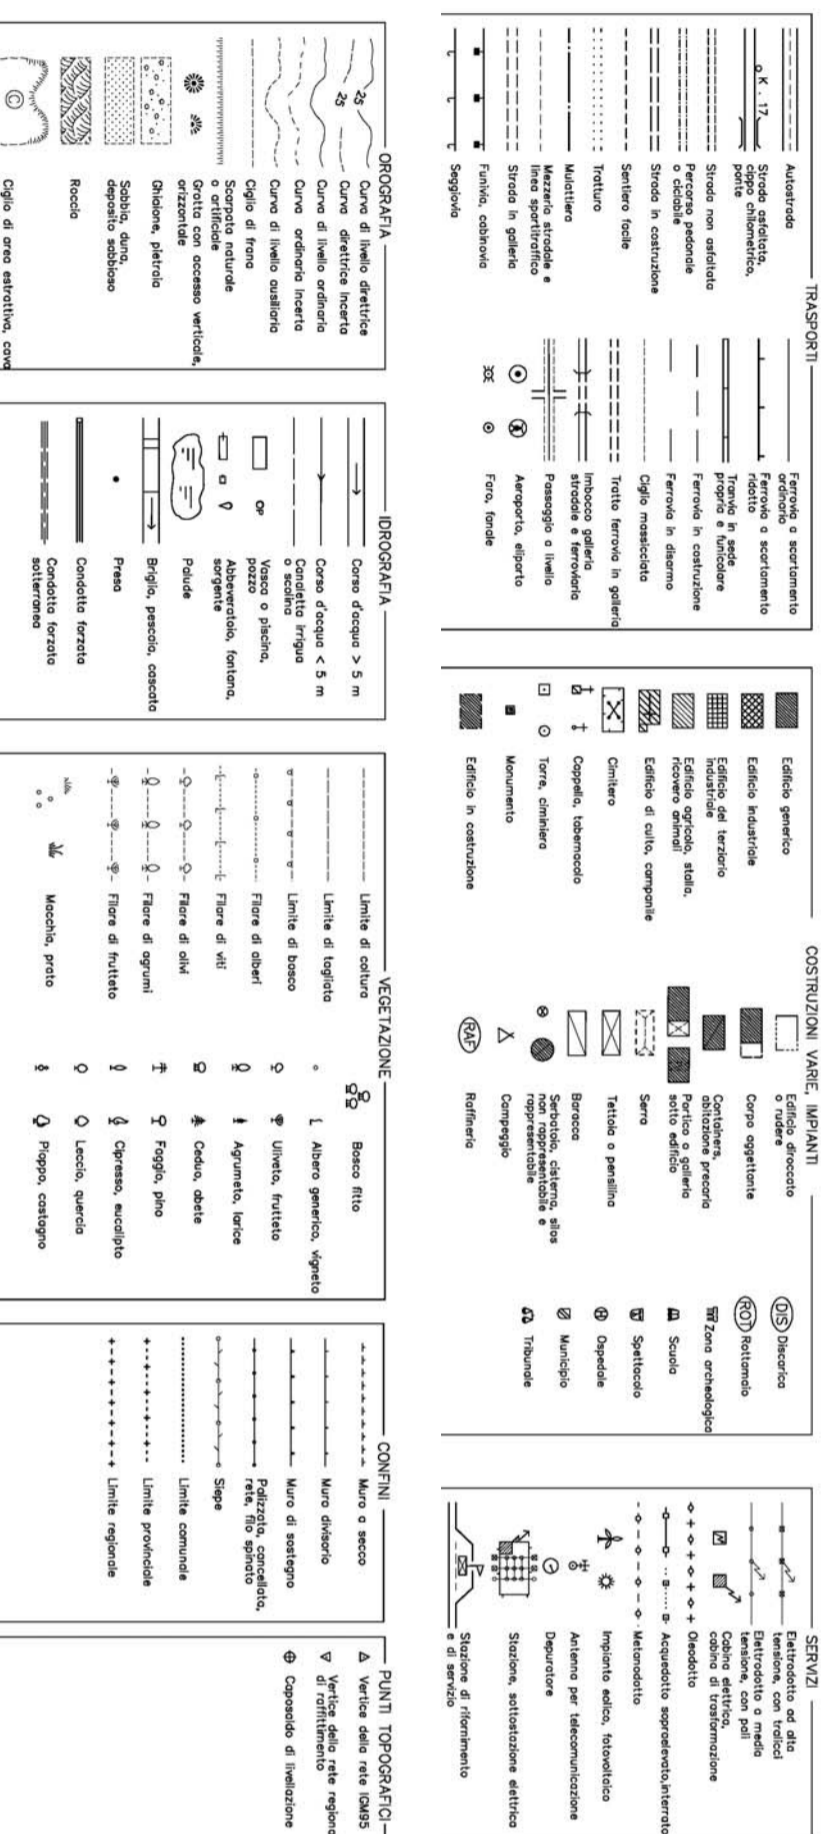 TRASPORTI
Autostrada
K . 17
Strada asfaltata,
cippo chilometrico,
ponte
Strada non asfaltata
Percorso pedonale
o ciclabile
Strada in costruzione
Sentiero facile
Tratturo
Mulattiera
Mezzeria stradale e
linea spartitraffico
Strada in galleria
Funivia, cabinovia
Seggiovia
Ferrovia a scartamento
ordinario
Ferrovia a scartamento
ridotto
Tranvia in sede
propria e funicolare
Ferrovia in costruzione
Ferrovia in disarmo
Ciglio massicciata
Tratto ferrovia in galleria
Imbocco galleria
stradale e ferroviaria
Passaggio a livello
Aeroporto, eliporto
Faro, fanale
COSTRUZIONI VARIE, IMPIANTI
Edificio generico
Edificio industriale
Edificio del terziario
industriale
Edificio agricolo, stalla,
ricovero animali
Edificio di culto, campanile
Cimitero
Cappella, tabernacolo
Torre, ciminiera
Monumento
Edificio in costruzione
Edificio diroccato
o rudere
Corpo aggettante
Containers,
abitazione precaria
Portico o galleria
sotto edificio
Serra
Tettoia o pensilina
Baracca
Serbatoio, cisterna, silos
non rappresentabile e
rappresentabile
Campeggio
RAF
Raffineria
DIS Discarica
ROT Rottamaio
Zona archeologica
Scuola
Spettacolo
H Ospedale
Municipio
Tribunale
SERVIZI
Elettrodotto ad alta
tensione, con tralicci
Elettrodotto a media
tensione, con pali
Cabina elettrica,
cabina di trasformazione
Oleodotto
Acquedotto sopraelevato,interrato
Metanodotto
Impianto eolico, fotovoltaico
Antenna per telecomunicazione
Depuratore
Stazione, sottostazione elettrica
Stazione di rifornimento
e di servizio
OROGRAFIA
25
Curva di livello direttrice
25
Curva direttrice incerta
Curva di livello ordinaria
Curva ordinaria incerta
Curva di livello ausiliaria
Ciglio di frana
Scarpata naturale
o artificiale
Grotta con accesso verticale,
orizzontale
Ghiaione, pietraia
Sabbia, duna,
deposito sabbioso
Roccia
C
Ciglio di area estrattiva, cava
IDROGRAFIA
Corso d'acqua > 5 m
Corso d'acqua < 5 m
Canaletta irrigua
o scolina
OP
Vasca o piscina,
pozzo
Abbeveratoio, fontana,
sorgente
Palude
Briglia, pescaia, cascata
Presa
Condotta forzata
Condotta forzata
sotterranea
VEGETAZIONE
Limite di coltura
Limite di tagliata
Limite di bosco
Filare di alberi
Filare di viti
Filare di olivi
Filare di agrumi
Filare di frutteto
Macchia, prato
Bosco fitto
Albero generico, vigneto
Uliveto, frutteto
Agrumeto, larice
Ceduo, abete
Faggio, pino
Cipresso, eucalipto
Leccio, quercia
Pioppo, castagno
CONFINI
Muro a secco
Muro divisorio
Muro di sostegno
Palizzata, cancellata,
rete, filo spinato
Siepe
Limite comunale
Limite provinciale
Limite regionale
PUNTI TOPOGRAFICI
Vertice della rete IGM95
Vertice della rete regiona
di raffittimento
Caposaldo di livellazione